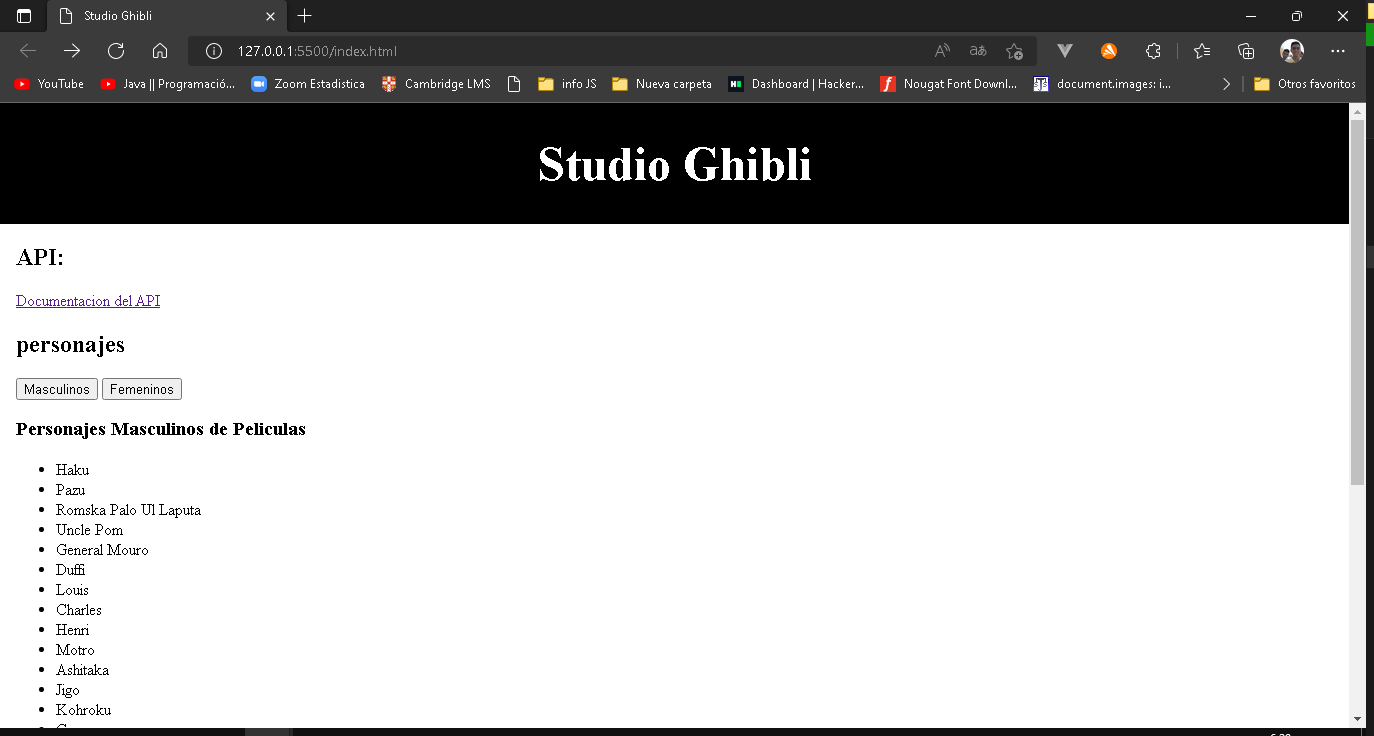 Studio Ghibli
127.0.0.1:5500/index.html
YouTube Java || Programació... Zoom Estadistica Cambridge LMS info JS Nueva carpeta Dashboard | Hacker... Nougat Font Downl... document.images: i... Otros favoritos
Studio Ghibli
API:
Documentacion del API
personajes
Masculinos Femeninos
Personajes Masculinos de Peliculas
Haku
Pazu
Romska Palo Ul Laputa
Uncle Pom
General Mouro
Duffi
Louis
Charles
Henri
Motro
Ashitaka
Jigo
Kohroku